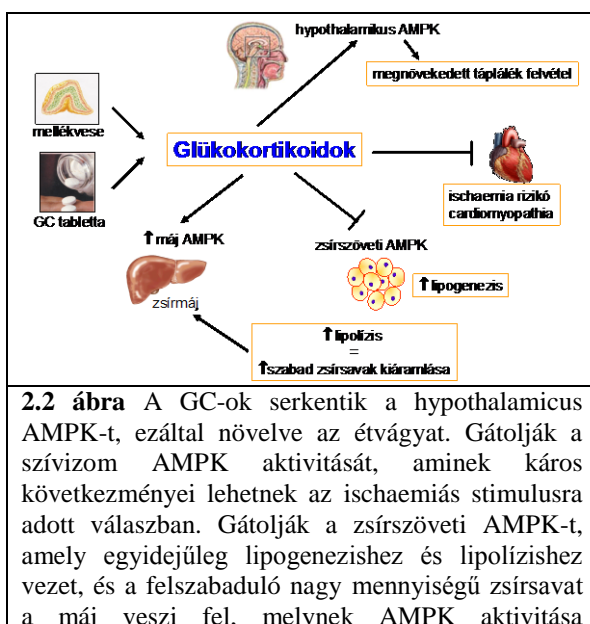 hypothalamikus AMPK
megnövekedett táplálék felvétel
mellékvese
Glükokortikoidok
GC tabletta
ischaemia rizikó
cardiomyopathia
↑ máj AMPK
zsírszöveti AMPK
↑ lipogenezis
zsírmáj
↑ lipolízis
=
↑ szabad zsírsavak kiáramlása
2.2 ábra A GC-ok serkentik a hypothalamicus
AMPK-t, ezáltal növelve az étvágyat. Gátolják a
szívizom AMPK aktivitását, aminek káros
következményei lehetnek az ischaemiás stimulusra
adott válaszban. Gátolják a zsírszöveti AMPK-t,
amely egyidejűleg lipogenezishez és lipolízishez
vezet, és a felszabaduló nagy mennyiségű zsírsavat
a máj veszi fel, melynek AMPK aktivitása